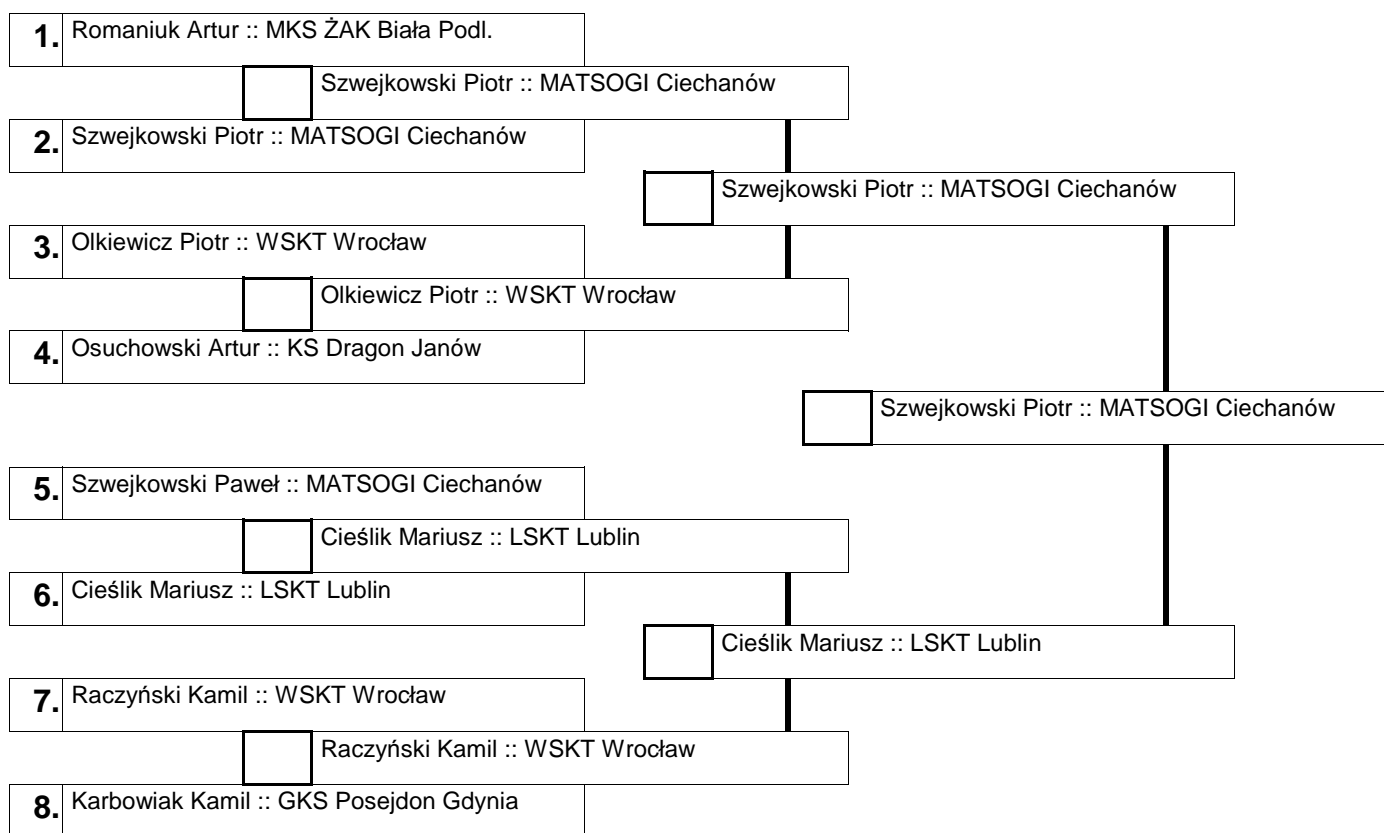 1. Romaniuk Artur :: MKS ŻAK Biała Podl.
Szwejkowski Piotr :: MATSOGI Ciechanów
2. Szwejkowski Piotr :: MATSOGI Ciechanów
Szwejkowski Piotr :: MATSOGI Ciechanów
3. Olkiewicz Piotr :: WSKT Wrocław
Olkiewicz Piotr :: WSKT Wrocław
4. Osuchowski Artur :: KS Dragon Janów
Szwejkowski Piotr :: MATSOGI Ciechanów
5. Szwejkowski Paweł :: MATSOGI Ciechanów
Cieślik Mariusz :: LSKT Lublin
6. Cieślik Mariusz :: LSKT Lublin
Cieślik Mariusz :: LSKT Lublin
7. Raczyński Kamil :: WSKT Wrocław
Raczyński Kamil :: WSKT Wrocław
8. Karbowiak Kamil :: GKS Posejdon Gdynia